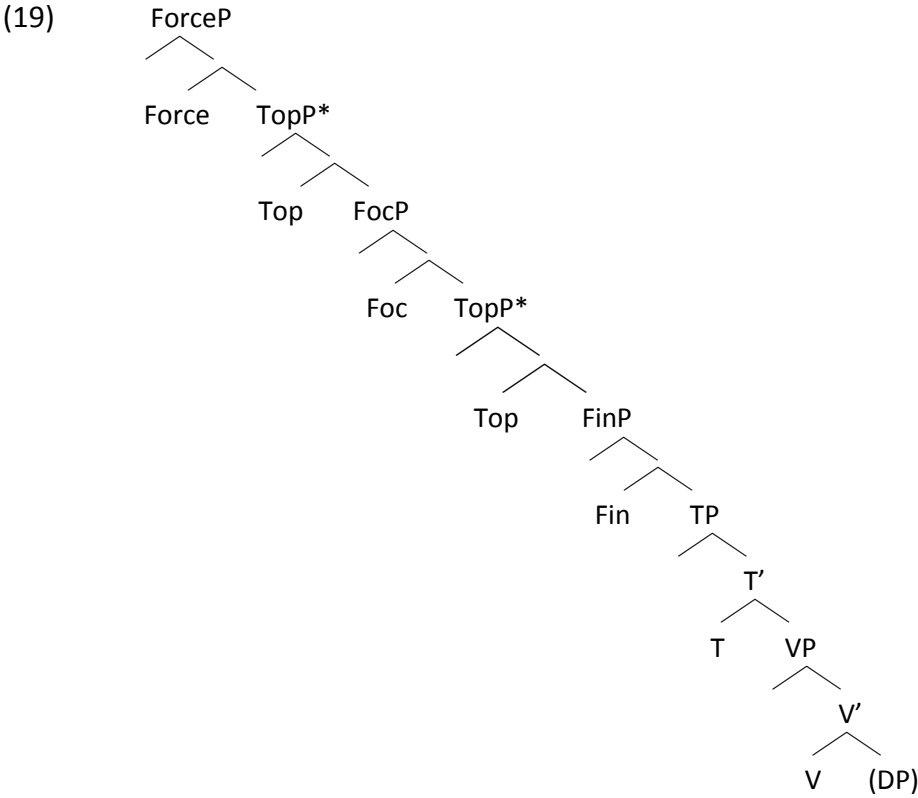 (19) ForceP
Force TopP*
Top FocP
Foc TopP*
Top FinP
Fin TP
T’
T VP
V’
V (DP)